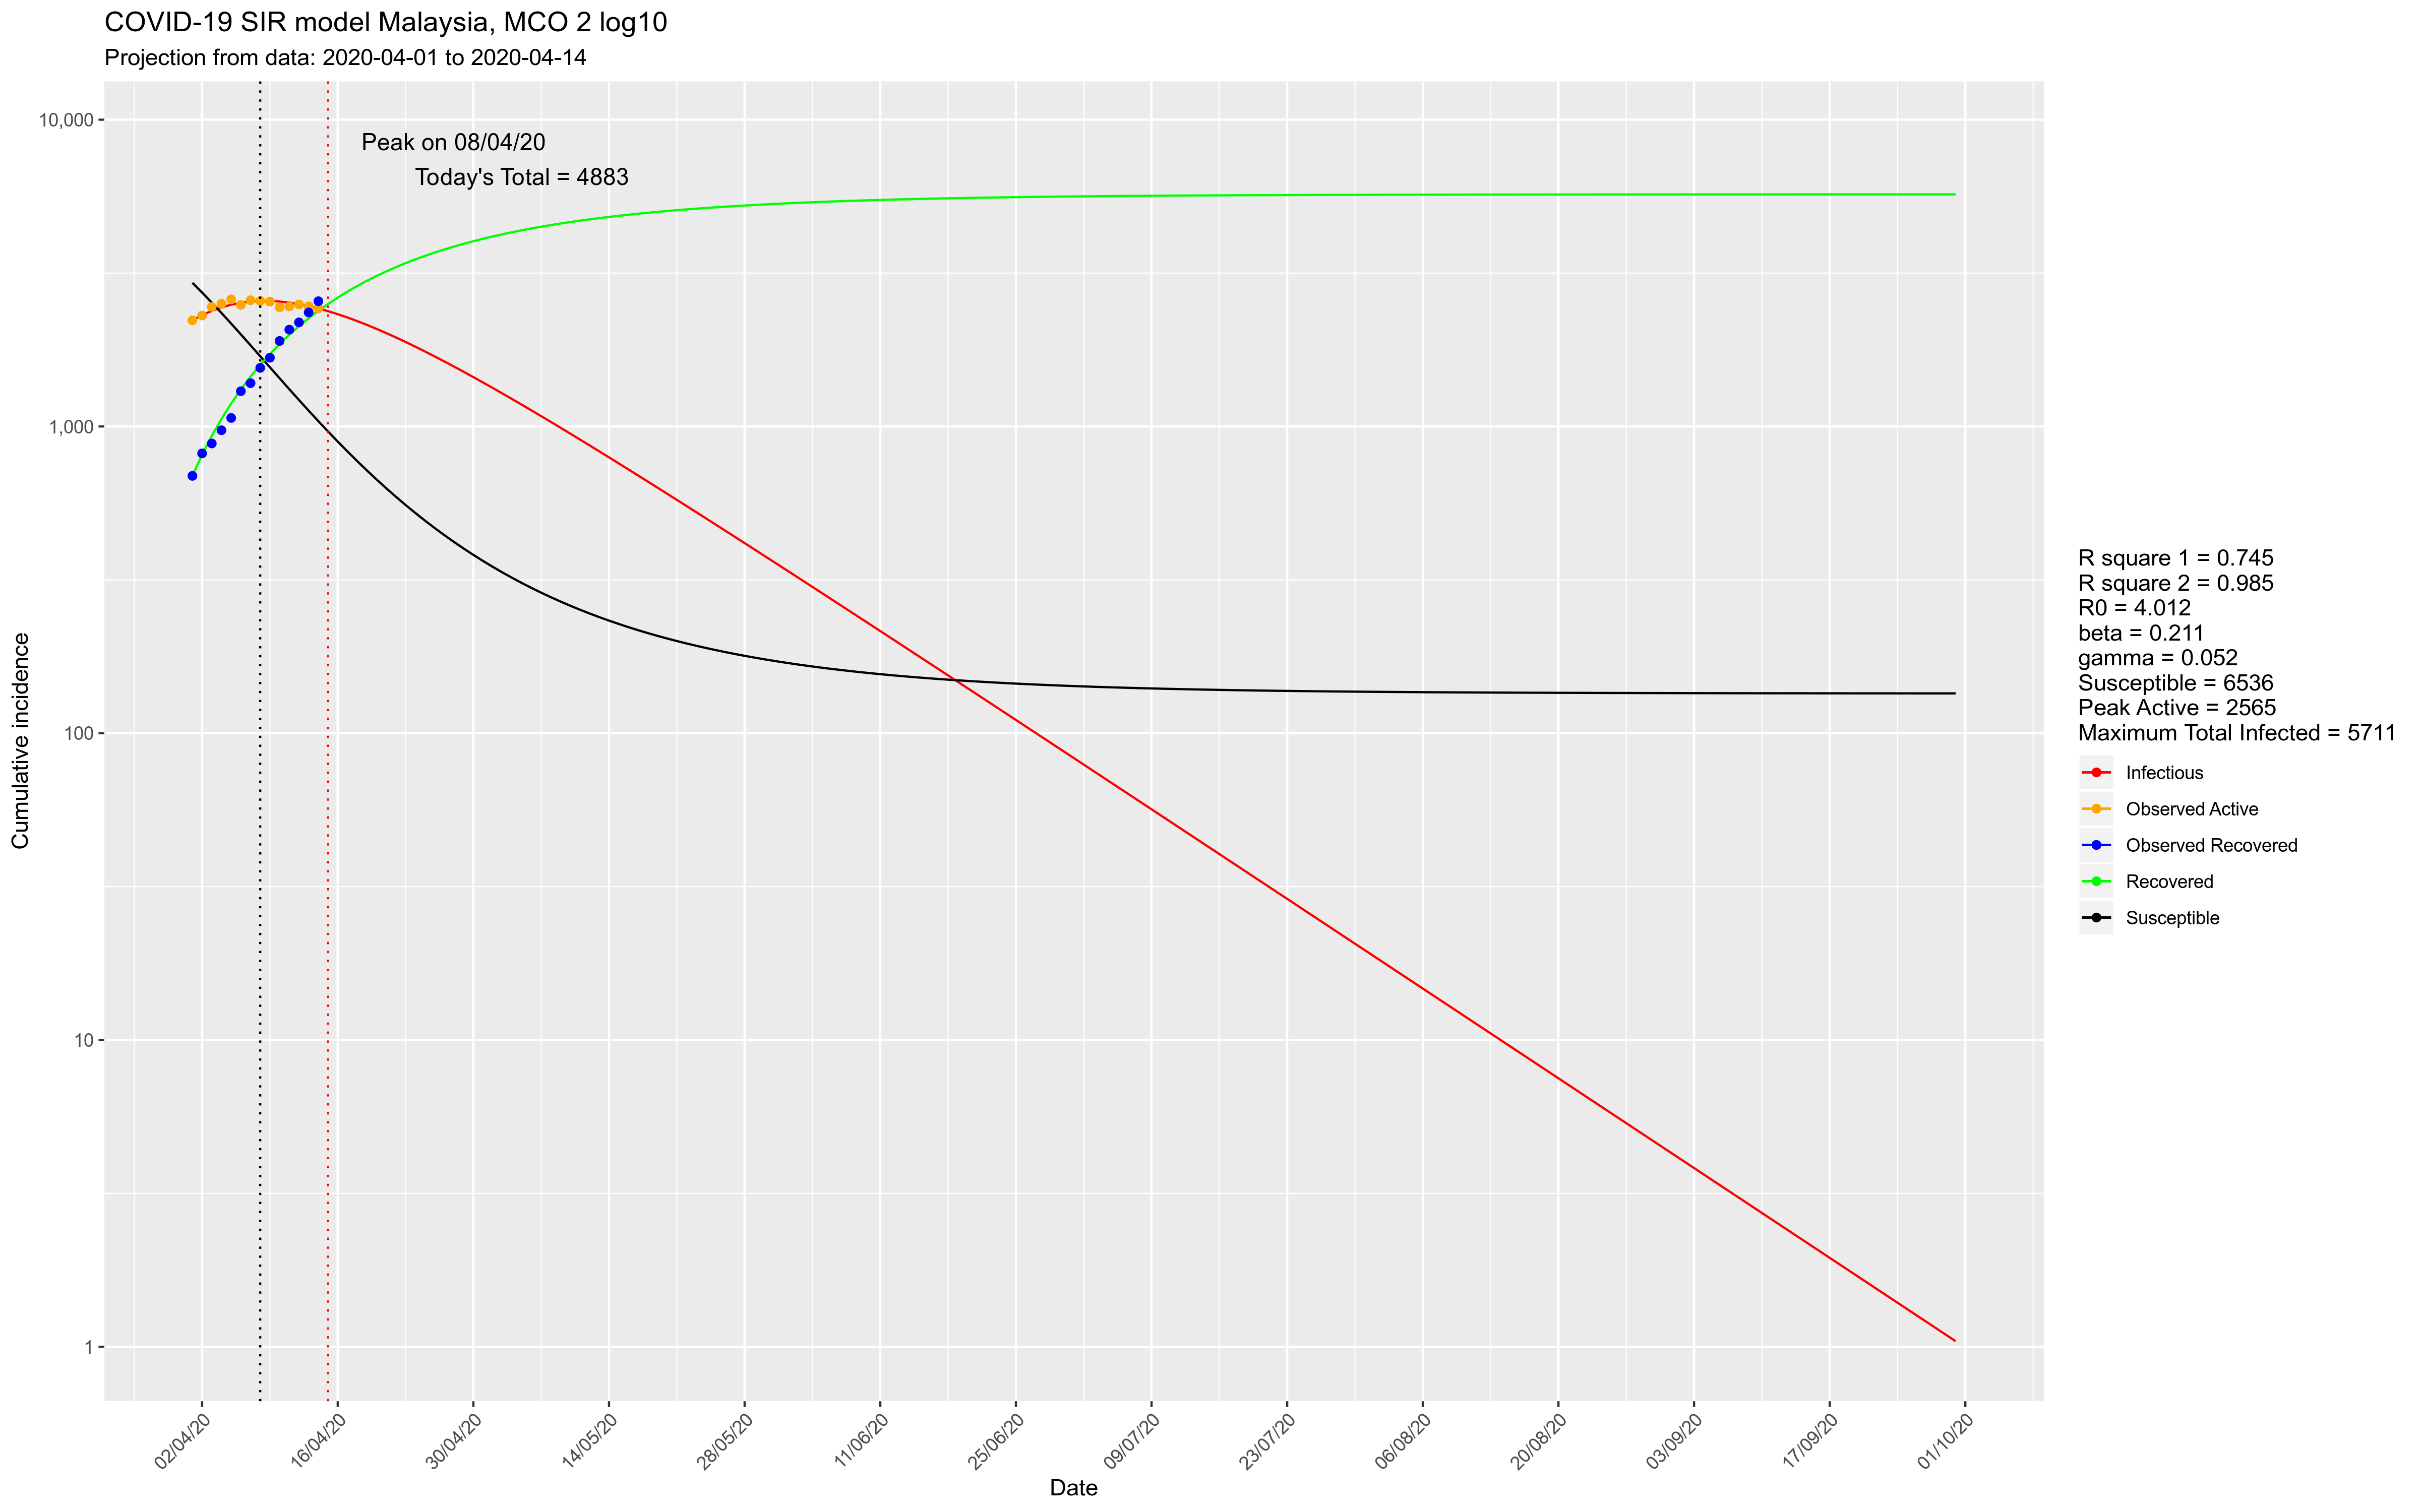 COVID-19 SIR model Malaysia, MCO 2 log10
Projection from data: 2020-04-01 to 2020-04-14
Peak on 08/04/20
Today's Total = 4883
10,000
1,000
100
10
1
Cumulative incidence
02/04/20
16/04/20
30/04/20
14/05/20
28/05/20
11/06/20
25/06/20
09/07/20
23/07/20
06/08/20
20/08/20
03/09/20
17/09/20
01/10/20
Date
R square 1 = 0.745
R square 2 = 0.985
R0 = 4.012
beta = 0.211
gamma = 0.052
Susceptible = 6536
Peak Active = 2565
Maximum Total Infected = 5711
Infectious
Observed Active
Observed Recovered
Recovered
Susceptible